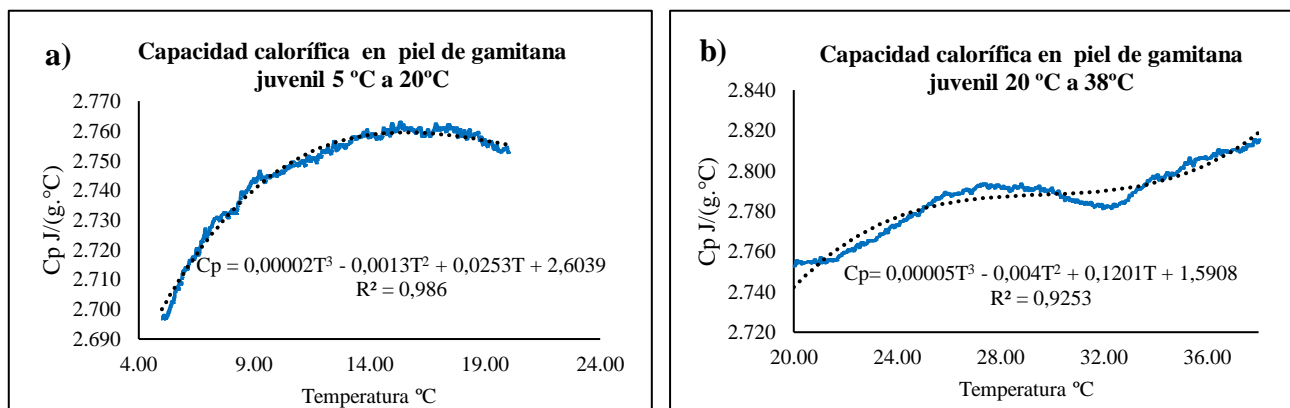 a)
Capacidad calorífica en piel de gamitana
juvenil 5 ºC a 20ºC
Cp J/(g.°C)
2.770
2.760
2.750
2.740
2.730
2.720
2.710
2.700
2.690
Cp = 0,00002T³ - 0,0013T² + 0,0253T + 2,6039
R² = 0,986
4.00 9.00 14.00 19.00 24.00
Temperatura ºC
b)
Capacidad calorífica en piel de gamitana
juvenil 20 ºC a 38ºC
Cp J/(g.°C)
2.840
2.820
2.800
2.780
2.760
2.740
2.720
Cp= 0,00005T³ - 0,004T² + 0,1201T + 1,5908
R² = 0,9253
20.00 24.00 28.00 32.00 36.00
Temperatura ºC